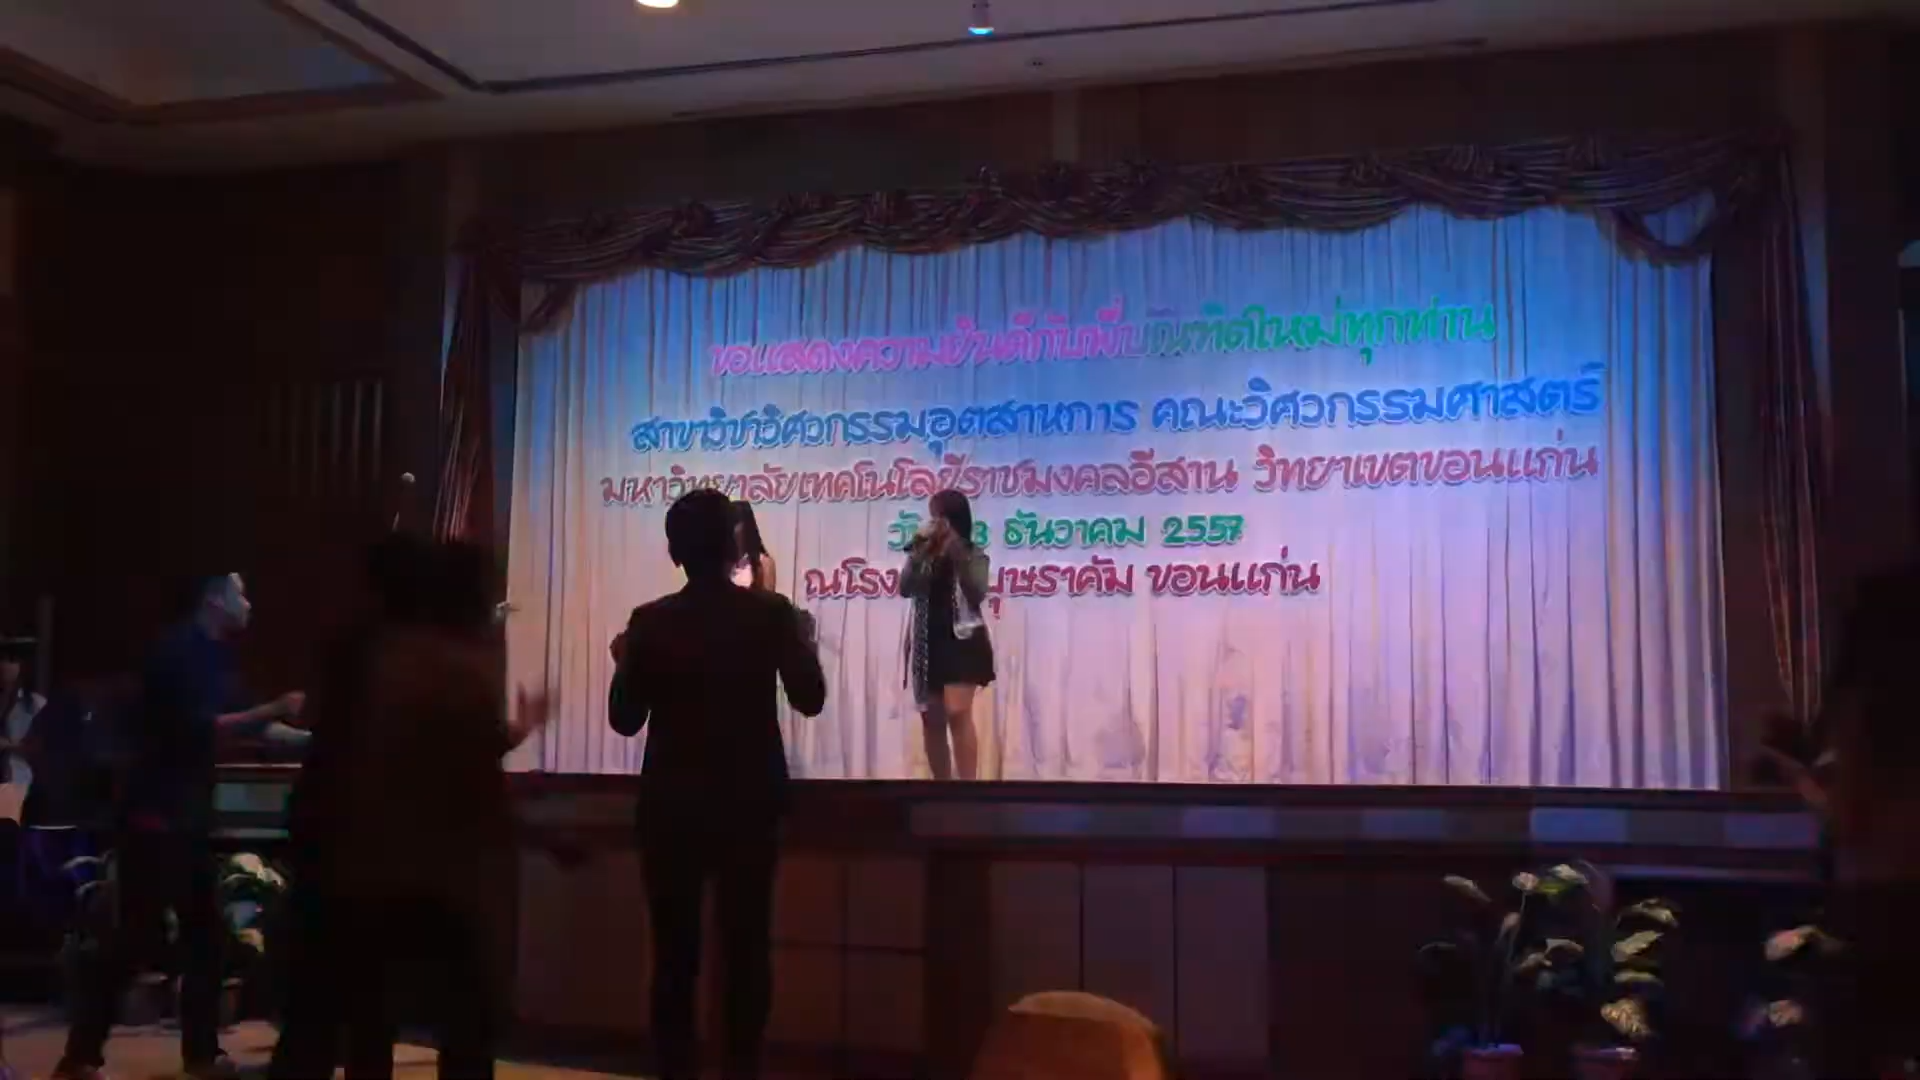 ขอแสดงความยินดีกับพี่บัณฑิตใหม่ทุกท่าน
สาขาวิชาวิศวกรรมอุตสาหการ คณะวิศวกรรมศาสตร์
มหาวิทยาลัยเทคโนโลยีราชมงคลอีสาน วิทยาเขตขอนแก่น
ธันวาคม 2557
บุษราคัม ขอนแก่น